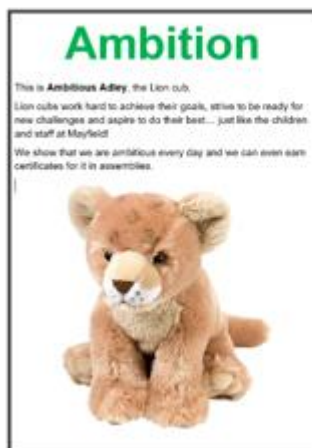 Ambition
This is Ambitious Adley, the Lion cub.
Lion cubs work hard to achieve their goals, strive to be ready for
new challenges and aspire to do their best… just like the children
and staff at Mayfield!
We show that we are ambitious every day and we can even earn
certificates for it in assemblies.